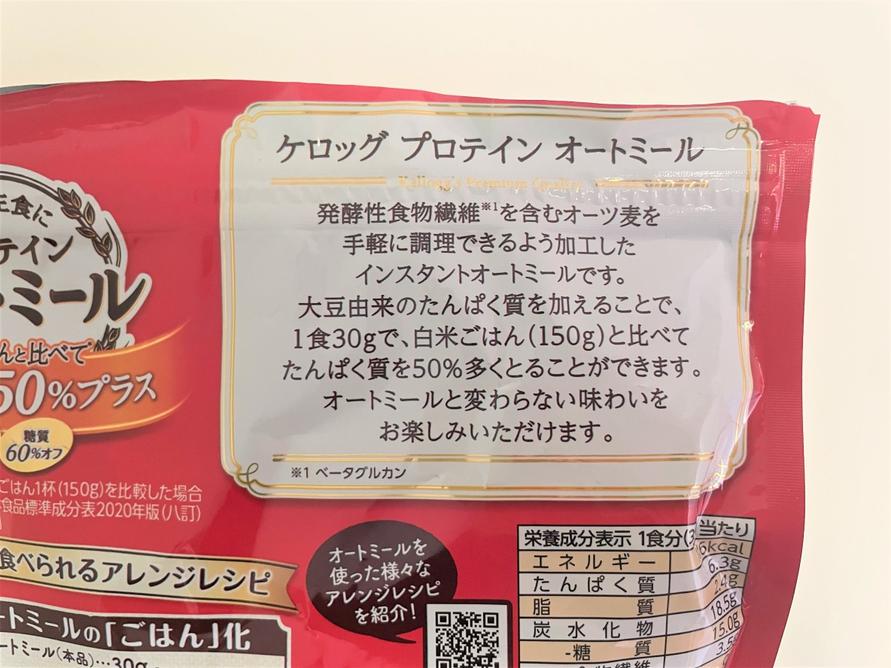 ケロッグ プロテイン オートミール
Kellogg's Premium Quality
発酵性食物繊維※1を含むオーツ麦を
手軽に調理できるよう加工した
インスタントオートミールです。
大豆由来のたんぱく質を加えることで、
1食30gで、白米ごはん(150g)と比べて
たんぱく質を50%多くとることができます。
オートミールと変わらない味わいを
お楽しみいただけます。
※1 ベータグルカン
主食に
テイン
・ミール
んと比べて
50%プラス
糖質
60%オフ
ごはん1杯(150g)を比較した場合
食品標準成分表2020年版(八訂)
食べられるアレンジレシピ
ートミールの「ごはん」化
ートミール(本品)…30g
オートミールを
使った様々な
アレンジレシピ
を紹介!
栄養成分表示 1食分(3 当たり
エネルギー kcal
たんぱく質 6.3g
脂質
炭水化物 18.5g
-糖質 15.0g